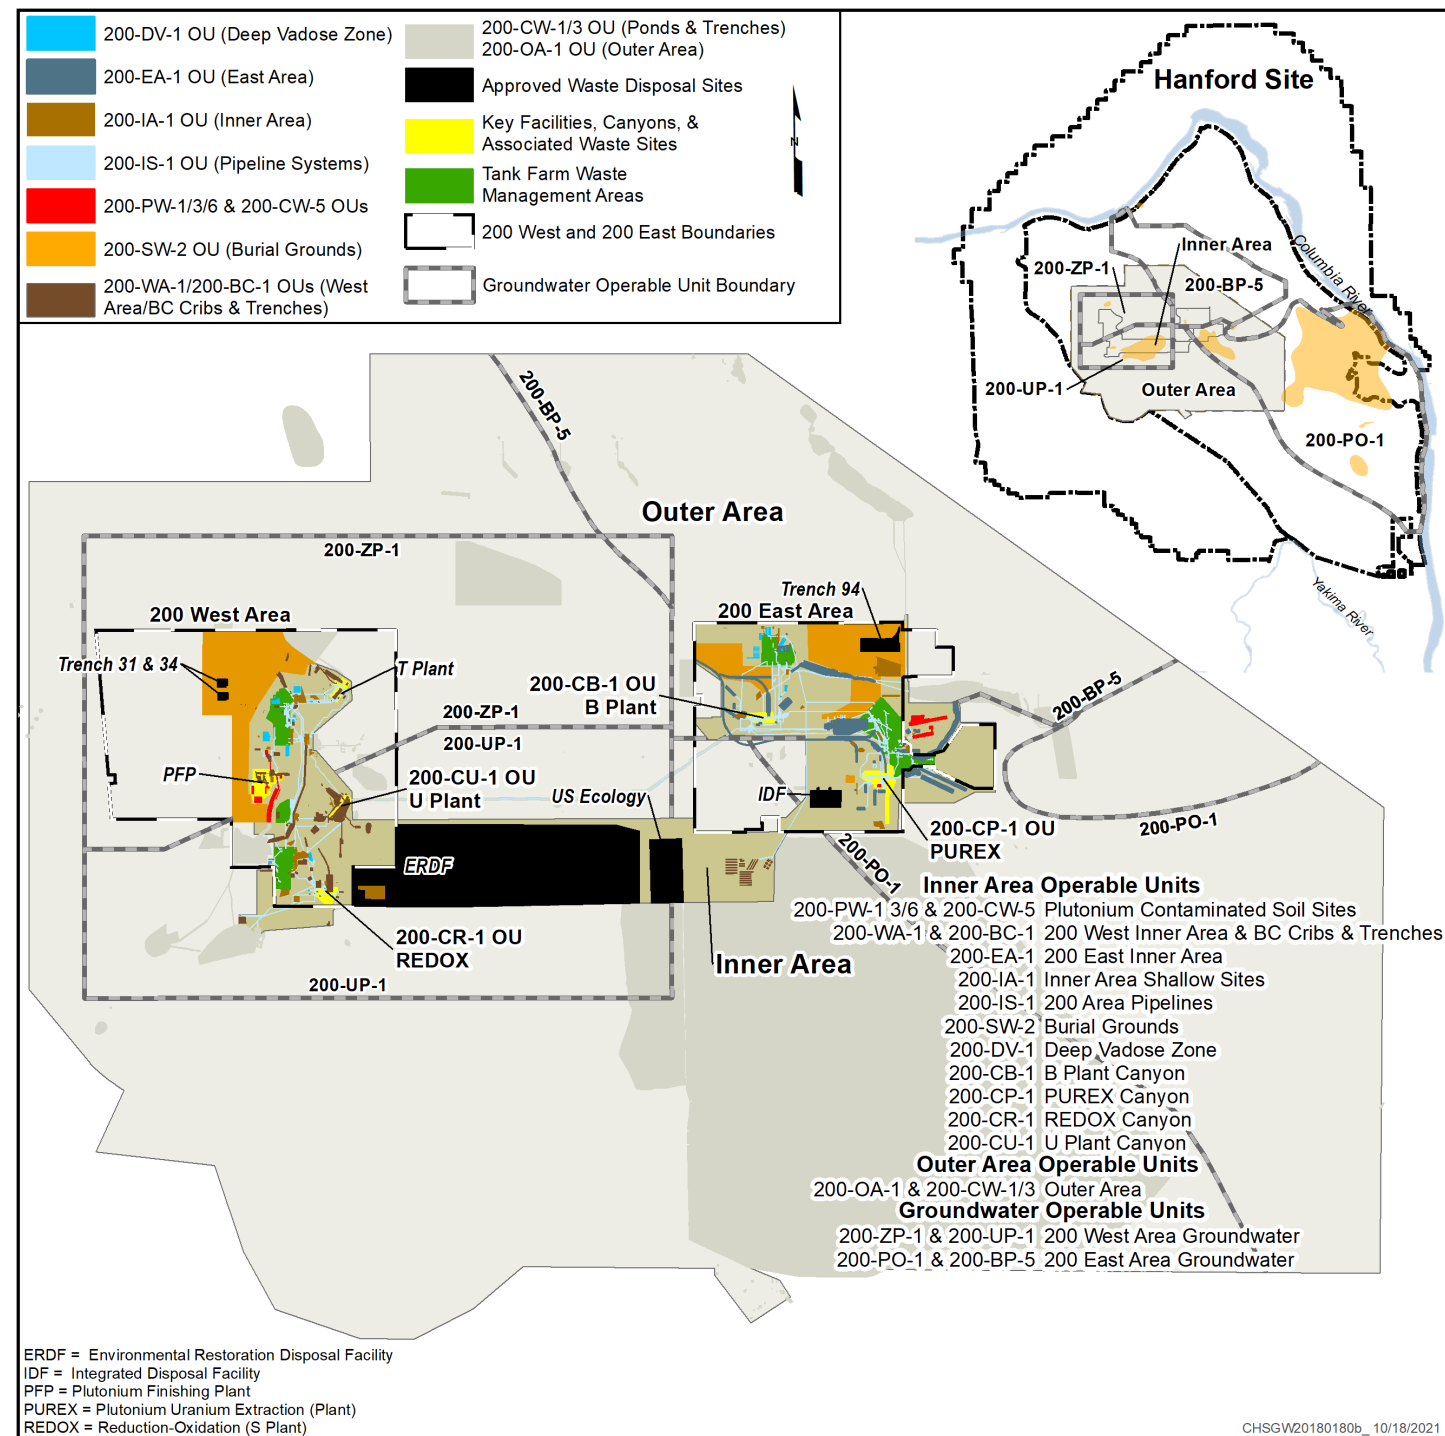 200-DV-1 OU (Deep Vadose Zone)
200-EA-1 OU (East Area)
200-IA-1 OU (Inner Area)
200-IS-1 OU (Pipeline Systems)
200-PW-1/3/6 & 200-CW-5 OUs
200-SW-2 OU (Burial Grounds)
200-WA-1/200-BC-1 OUs (West
Area/BC Cribs & Trenches)
200-CW-1/3 OU (Ponds & Trenches)
200-OA-1 OU (Outer Area)
Approved Waste Disposal Sites
Key Facilities, Canyons, &
Associated Waste Sites
Tank Farm Waste
Management Areas
200 West and 200 East Boundaries
Groundwater Operable Unit Boundary
N
Hanford Site
Columbia River
Inner Area
200-ZP-1
200-BP-5
200-UP-1
Outer Area
200-PO-1
Yakima River
200-BP-5
Outer Area
200-ZP-1
Trench 94
200 West Area
200 East Area
Trench 31 & 34
T Plant
200-CB-1 OU
B Plant
200-BP-5
200-ZP-1
200-UP-1
PFP
200-CU-1 OU
U Plant
US Ecology
IDF
200-PO-1
200-CP-1 OU
PUREX
ERDF
200-PO-1
200-CR-1 OU
REDOX
Inner Area
200-UP-1
Inner Area Operable Units
200-PW-1 3/6 & 200-CW-5 Plutonium Contaminated Soil Sites
200-WA-1 & 200-BC-1 200 West Inner Area & BC Cribs & Trenches
200-EA-1 200 East Inner Area
200-IA-1 Inner Area Shallow Sites
200-IS-1 200 Area Pipelines
200-SW-2 Burial Grounds
200-DV-1 Deep Vadose Zone
200-CB-1 B Plant Canyon
200-CP-1 PUREX Canyon
200-CR-1 REDOX Canyon
200-CU-1 U Plant Canyon
Outer Area Operable Units
200-OA-1 & 200-CW-1/3 Outer Area
Groundwater Operable Units
200-ZP-1 & 200-UP-1 200 West Area Groundwater
200-PO-1 & 200-BP-5 200 East Area Groundwater
ERDF = Environmental Restoration Disposal Facility
IDF = Integrated Disposal Facility
PFP = Plutonium Finishing Plant
PUREX = Plutonium Uranium Extraction (Plant)
REDOX = Reduction-Oxidation (S Plant)
CHSGW20180180b_ 10/18/2021